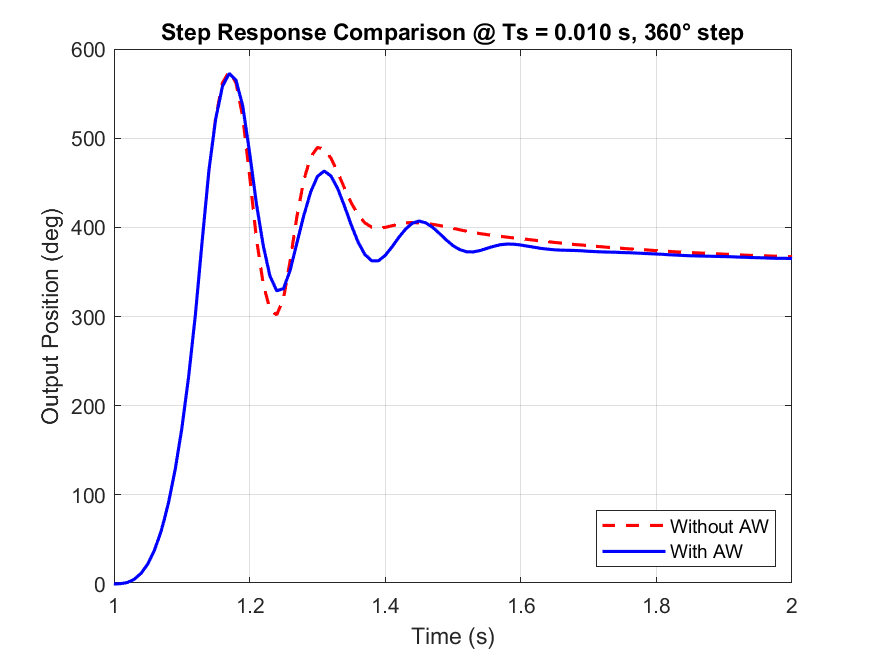 Step Response Comparison @ Ts = 0.010 s, 360° step
600
500
400
300
200
100
0
Output Position (deg)
Without AW
With AW
1
1.2
1.4
1.6
1.8
2
Time (s)